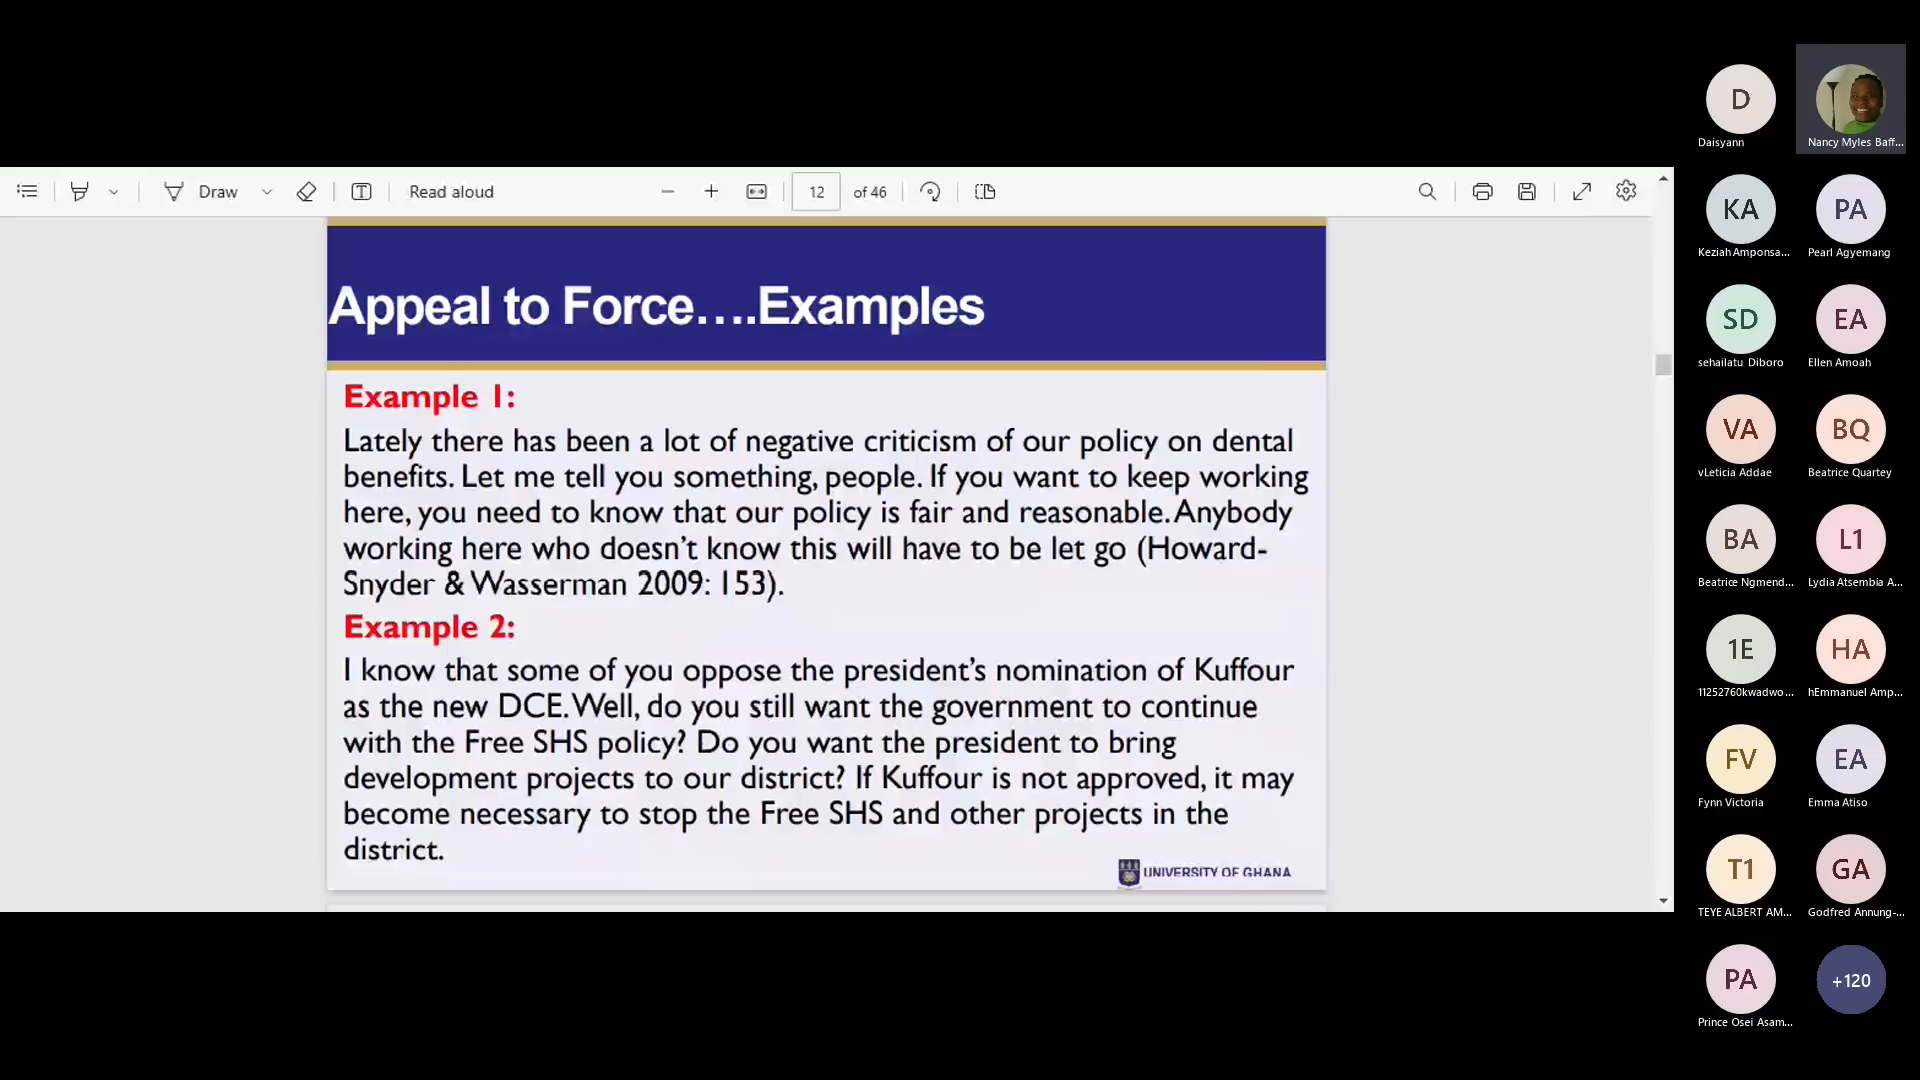 Draw
Read aloud
12
of 46
Appeal to Force....Examples
Example 1:
Lately there has been a lot of negative criticism of our policy on dental
benefits. Let me tell you something, people. If you want to keep working
here, you need to know that our policy is fair and reasonable. Anybody
working here who doesn't know this will have to be let go (Howard-
Snyder & Wasserman 2009: 153).
Example 2:
I know that some of you oppose the president's nomination of Kuffour
as the new DCE. Well, do you still want the government to continue
with the Free SHS policy? Do you want the president to bring
development projects to our district? If Kuffour is not approved, it may
become necessary to stop the Free SHS and other projects in the
district.
UNIVERSITY OF GHANA
D
Daisyann
Nancy Myles Baff...
KA
Keziah Amponsa...
PA
Pearl Agyemang
SD
sehailatu Diboro
EA
Ellen Amoah
VA
vLeticia Addae
BQ
Beatrice Quartey
BA
Beatrice Ngmend...
L1
Lydia Atsembia A...
1E
11252760kwadwo...
HA
hEmmanuel Amp...
FV
Fynn Victoria
EA
Emma Atiso
T1
TEYE ALBERT AM...
GA
Godfred Annung-...
PA
Prince Osei Asam...
+120